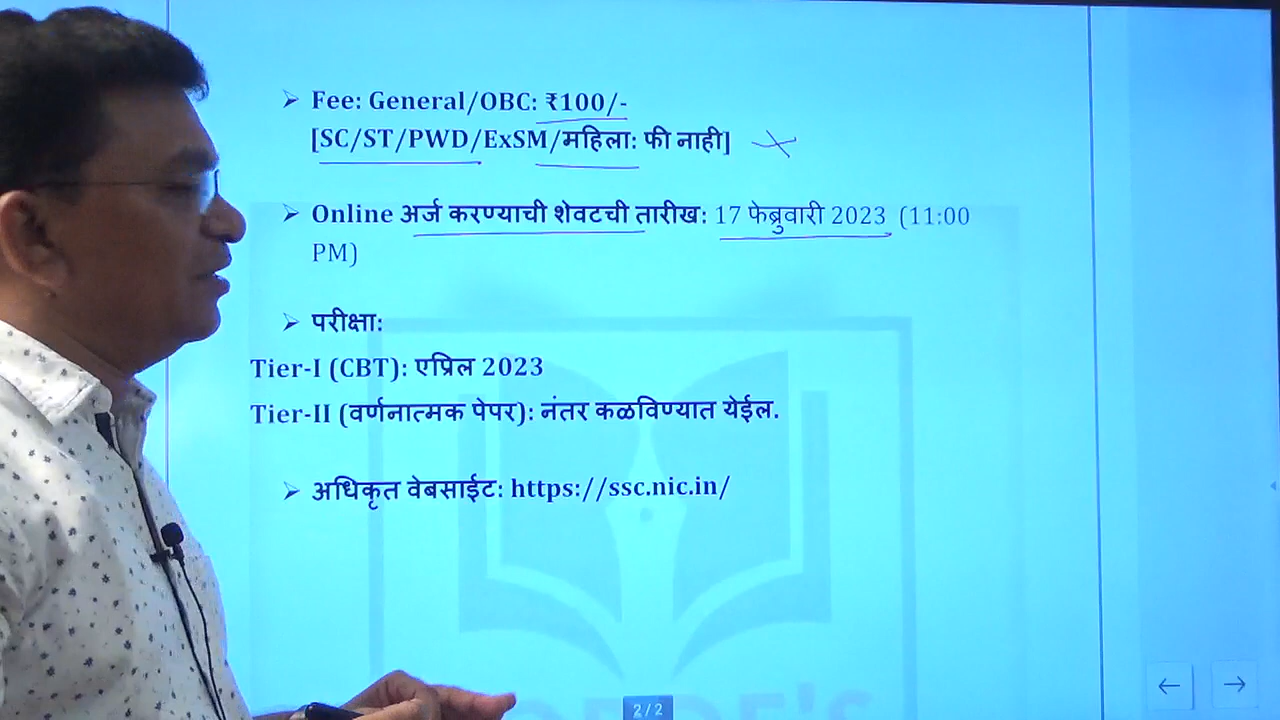 ➢ Fee: General/OBC: ₹100/-
[SC/ST/PWD/ExSM/महिला: फी नाही]
➢ Online अर्ज करण्याची शेवटची तारीख: 17 फेब्रुवारी 2023 (11:00
PM)
➢ परीक्षा:
Tier-I (CBT): एप्रिल 2023
Tier-II (वर्णनात्मक पेपर): नंतर कळविण्यात येईल.
➢ अधिकृत वेबसाईट: https://ssc.nic.in/
2/2